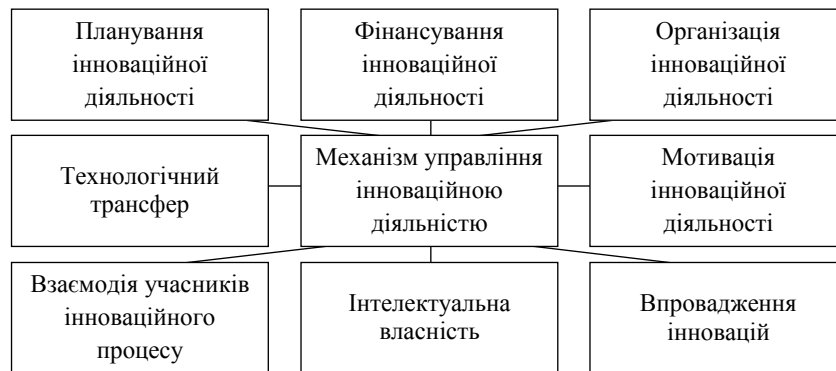 Планування
інноваційної
діяльності
Фінансування
інноваційної
діяльності
Організація
інноваційної
діяльності
Технологічний
трансфер
Механізм управління
інноваційною
діяльністю
Мотивація
інноваційної
діяльності
Взаємодія учасників
інноваційного
процесу
Інтелектуальна
власність
Впровадження
інновацій